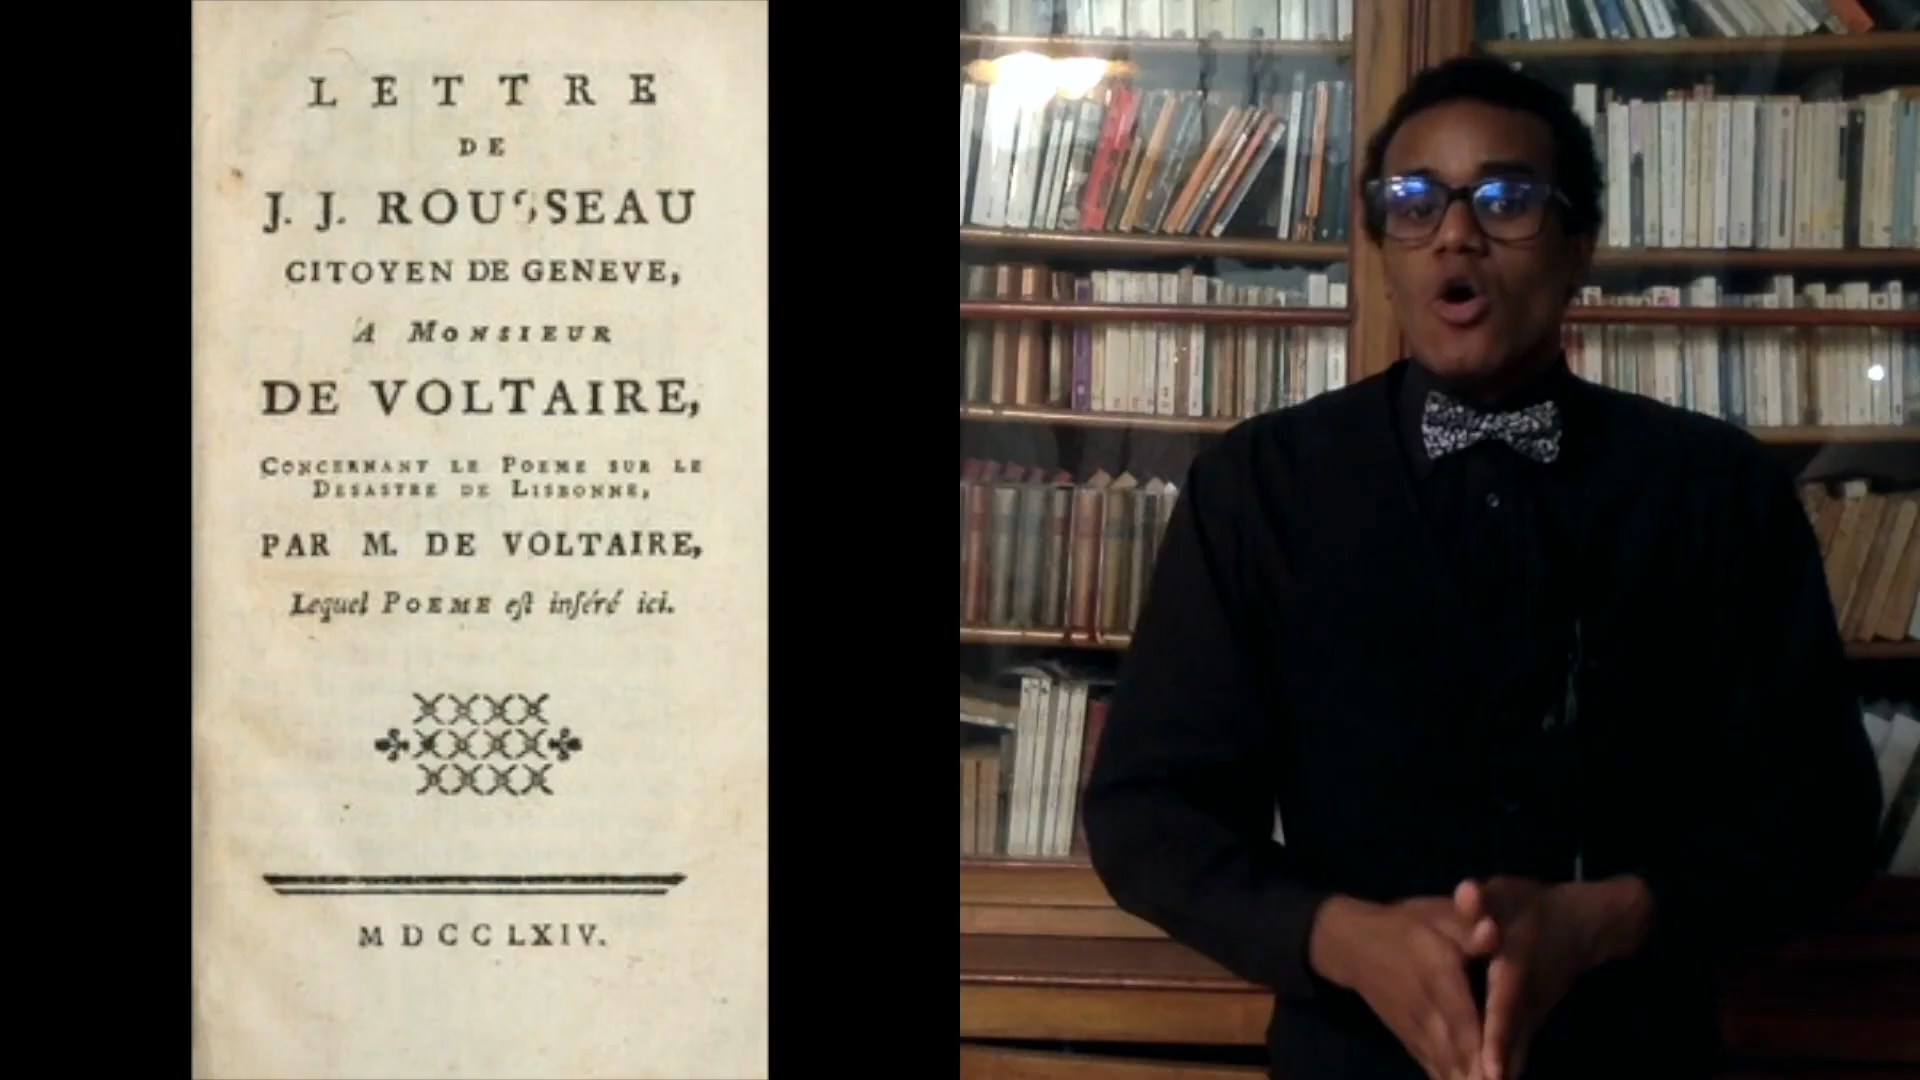 LETTRE
DE
J. J. ROUSSEAU
CITOYEN DE GENEVE,
A MONSIEUR
DE VOLTAIRE,
CONCERNANT LE POEME SUR LE
DESASTRE DE LISBONNE,
PAR M. DE VOLTAIRE,
Lequel POEME est inséré ici.
MDCCLXIV.